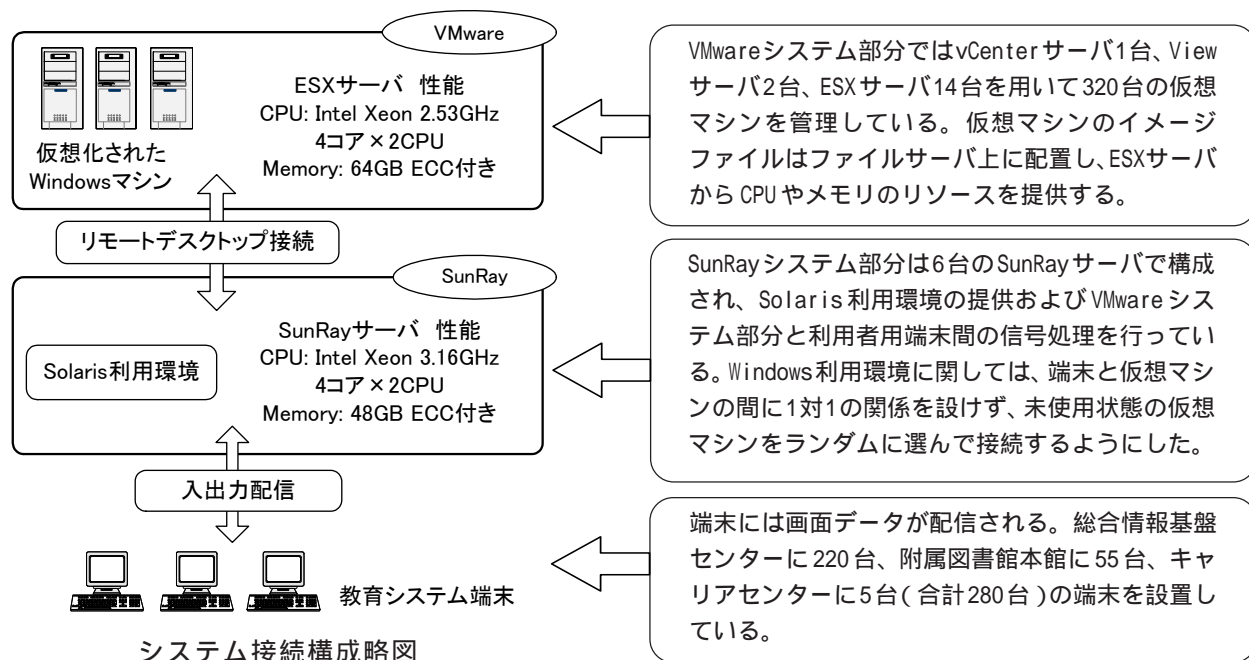 VMware
ESXサーバ 性能
CPU: Intel Xeon 2.53GHz
4コア×2CPU
Memory: 64GB ECC付き
仮想化された
Windowsマシン
リモートデスクトップ接続
SunRay
SunRayサーバ 性能
CPU: Intel Xeon 3.16GHz
4コア×2CPU
Memory: 48GB ECC付き
Solaris利用環境
入出力配信
教育システム端末
システム接続構成略図
VMwareシステム部分ではvCenterサーバ1台、View
サーバ2台、ESXサーバ14台を用いて320台の仮想
マシンを管理している。仮想マシンのイメージ
ファイルはファイルサーバ上に配置し、ESXサーバ
からCPUやメモリのリソースを提供する。
SunRayシステム部分は6台のSunRayサーバで構成
され、Solaris利用環境の提供およびVMwareシス
テム部分と利用者用端末間の信号処理を行ってい
る。Windows利用環境に関しては、端末と仮想マシ
ンの間に1対1の関係を設けず、未使用状態の仮想
マシンをランダムに選んで接続するようにした。
端末には画面データが配信される。総合情報基盤
センターに220台、附属図書館本館に55台、キャ
リアセンターに5台(合計280台)の端末を設置し
ている。